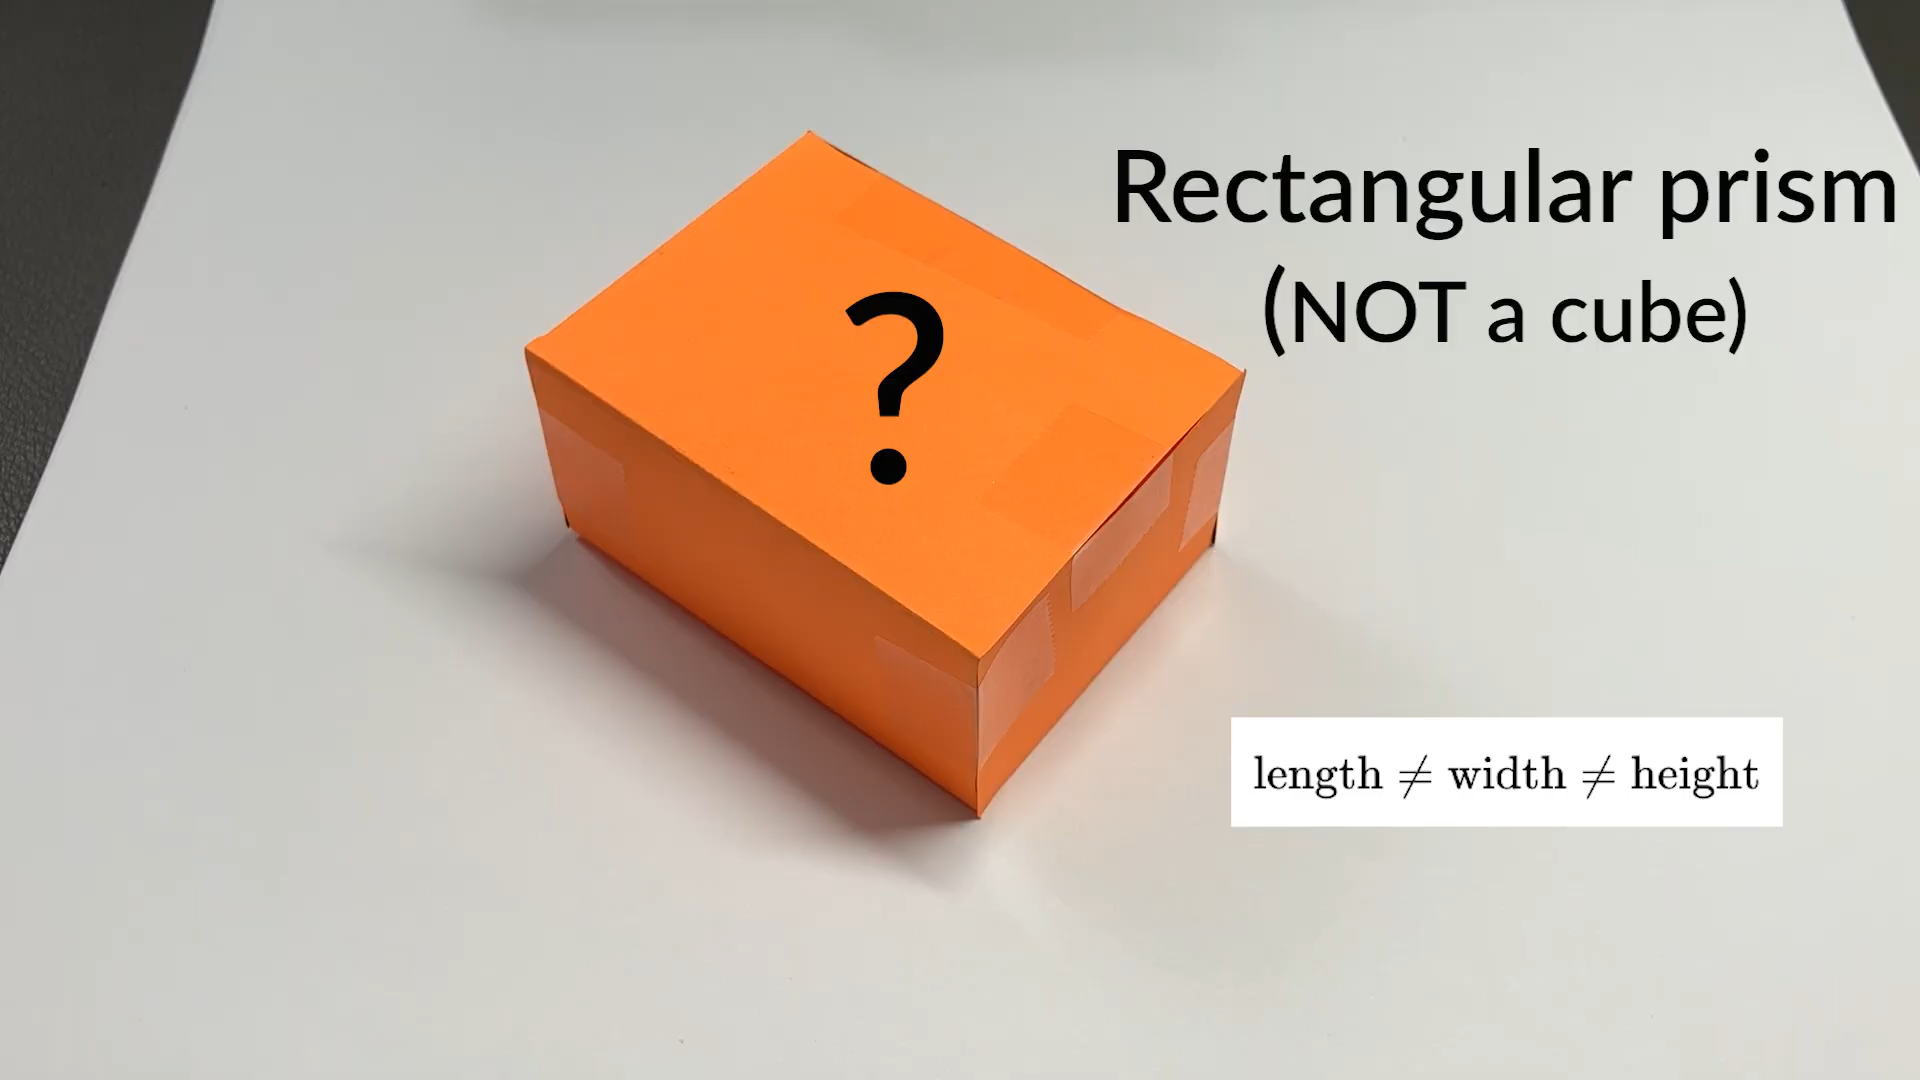 Rectangular prism
(NOT a cube)
?
length ≠ width ≠ height